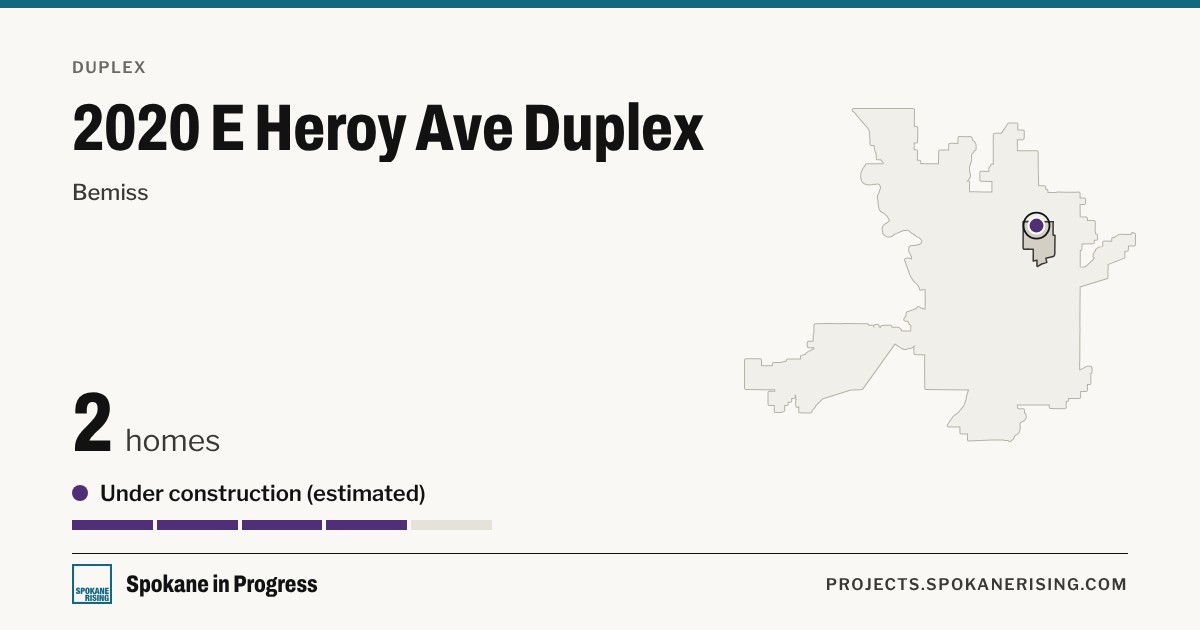 DUPLEX
2020 E Heroy Ave Duplex
Bemiss
2 homes
Under construction (estimated)
SPOKANE
RISING
Spokane in Progress
PROJECTS.SPOKANERISING.COM